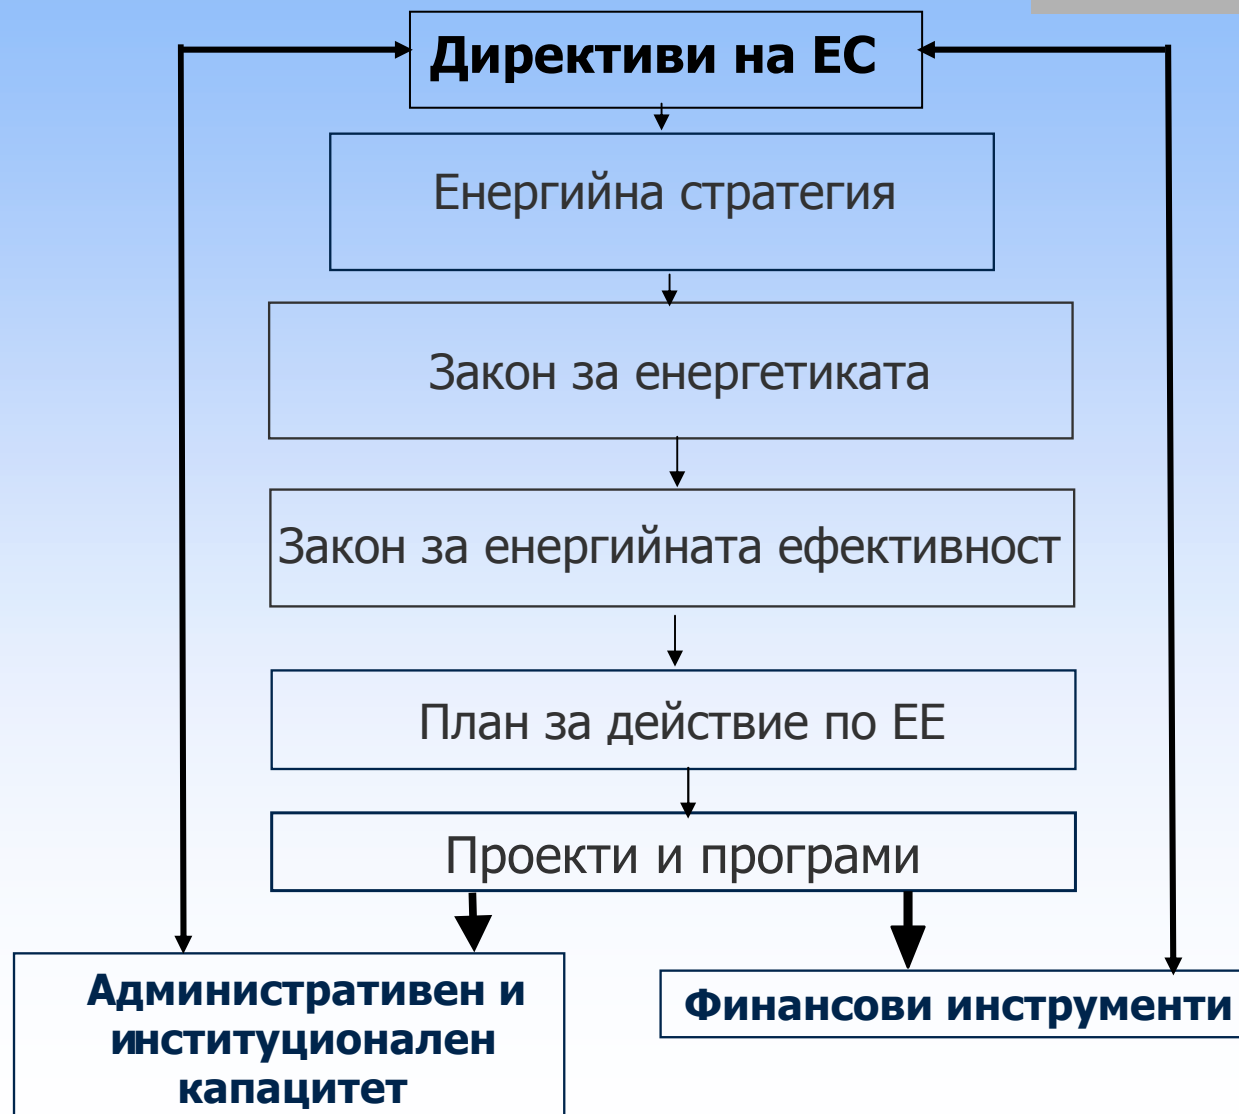 Директиви на ЕС
Енергийна стратегия
Закон за енергетиката
Закон за енергийната ефективност
План за действие по ЕЕ
Проекти и програми
Административен и
институционален
капацитет
Финансови инструменти